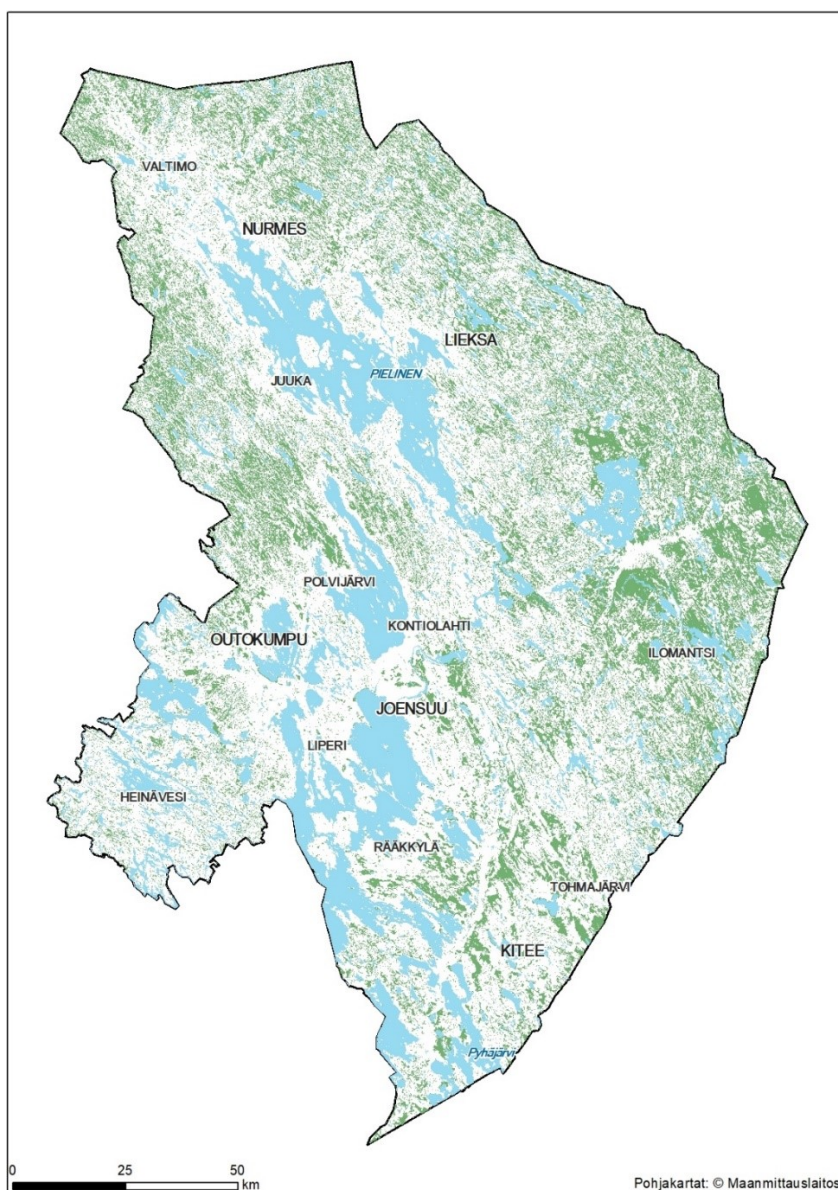 VALTIMO
NURMES
LIEKSA
PIELINEN
JUUKA
POLVIJÄRVI
KONTIOLAHTI
OUTOKUMPU
ILOMANTSI
JOENSUU
LIPERI
HEINÄVESI
RÄÄKKYLÄ
TOHMAJÄRVI
KITEE
Pyhäjärvi
0 25 50
km
Pohjakartat: © Maanmittauslaitos